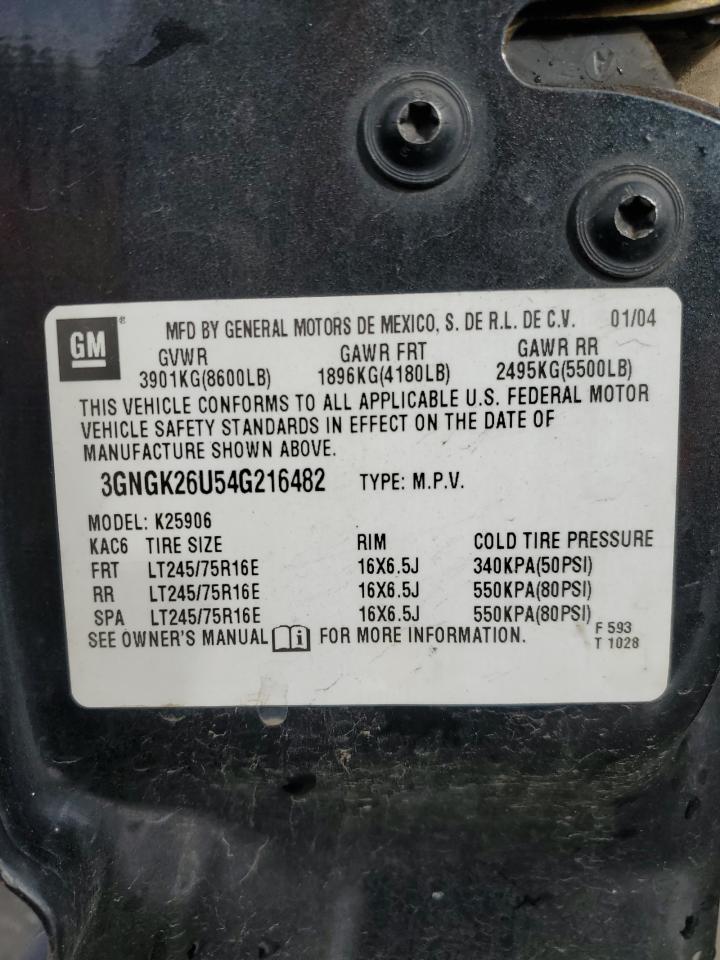 GM ® MFD BY GENERAL MOTORS DE MEXICO, S. DE R.L. DE C.V. 01/04
GVWR GAWR FRT GAWR RR
3901KG(8600LB) 1896KG(4180LB) 2495KG(5500LB)
THIS VEHICLE CONFORMS TO ALL APPLICABLE U.S. FEDERAL MOTOR
VEHICLE SAFETY STANDARDS IN EFFECT ON THE DATE OF
MANUFACTURE SHOWN ABOVE.
3GNGK26U54G216482 TYPE: M.P.V.
MODEL: K25906
KAC6 TIRE SIZE RIM COLD TIRE PRESSURE
FRT LT245/75R16E 16X6.5J 340KPA(50PSI)
RR LT245/75R16E 16X6.5J 550KPA(80PSI)
SPA LT245/75R16E 16X6.5J 550KPA(80PSI)
SEE OWNER'S MANUAL i FOR MORE INFORMATION.
F 593
T 1028